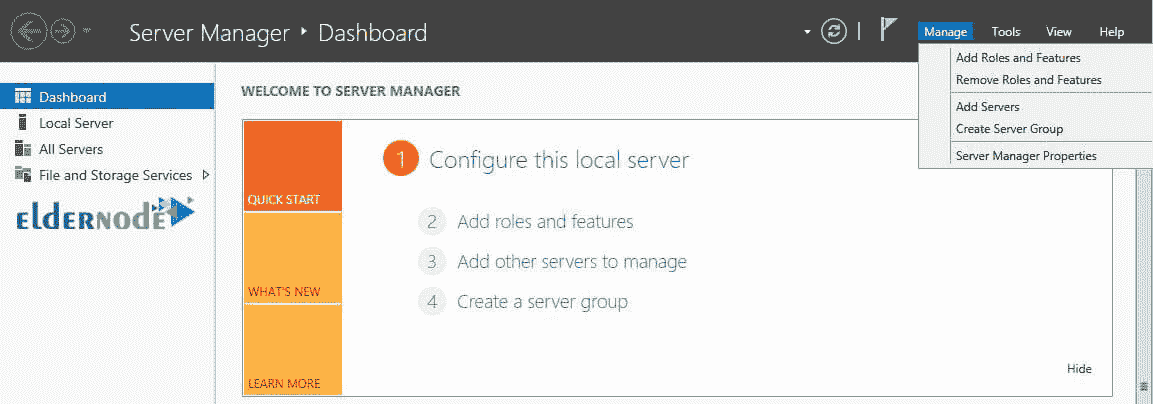 Server Manager ‣ Dashboard
Manage Tools View Help
Add Roles and Features
Remove Roles and Features
Add Servers
Create Server Group
Server Manager Properties
Dashboard
Local Server
All Servers
File and Storage Services
ELDERNODE
WELCOME TO SERVER MANAGER
QUICK START
WHAT'S NEW
LEARN MORE
1 Configure this local server
2 Add roles and features
3 Add other servers to manage
4 Create a server group
Hide